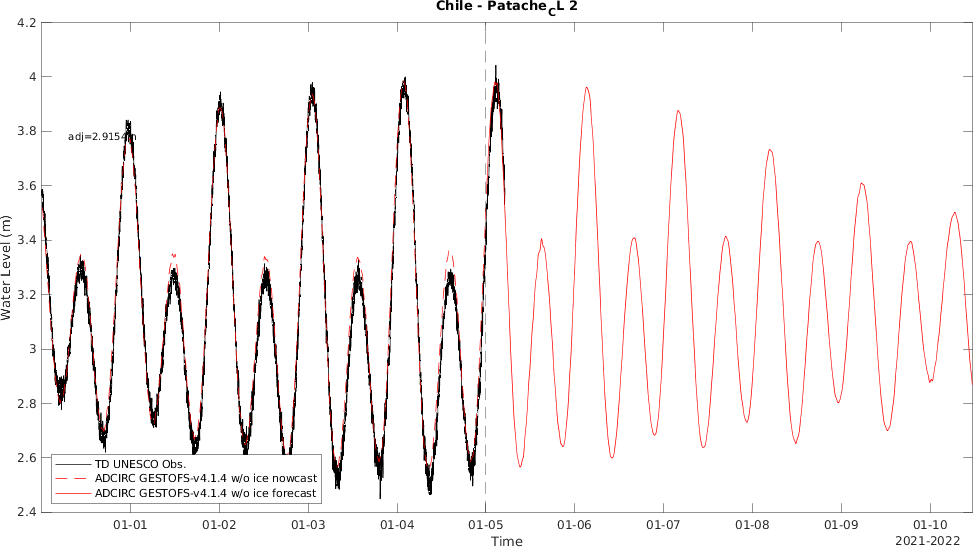 Chile - Patache_CL 2
4.2
4
3.8
3.6
3.4
3.2
3
2.8
2.6
2.4
Water Level (m)
adj=2.9154m
TD UNESCO Obs.
ADCIRC GESTOFS-v4.1.4 w/o ice nowcast
ADCIRC GESTOFS-v4.1.4 w/o ice forecast
01-01 01-02 01-03 01-04 01-05 01-06 01-07 01-08 01-09 01-10
Time
2021-2022